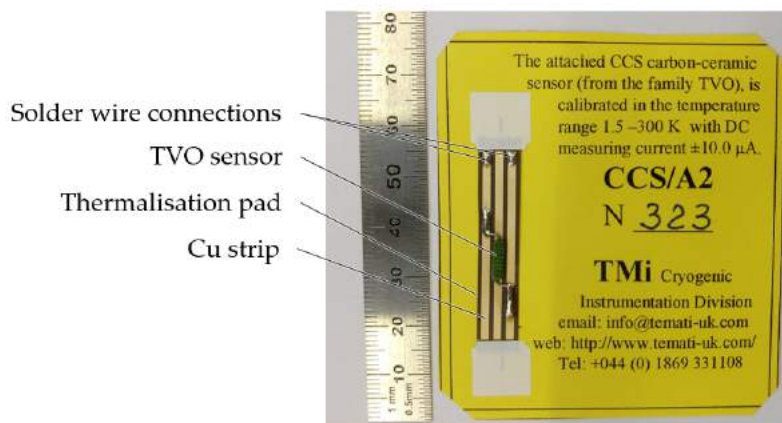 Solder wire connections
TVO sensor
Thermalisation pad
Cu strip
80
70
60
50
40
30
20
10
1 mm
0.5mm
The attached CCS carbon-ceramic
sensor (from the family TVO), is
calibrated in the temperature
range 1.5 –300 K with DC
measuring current ±10.0 µA.
CCS/A2
N 323
TMi Cryogenic
Instrumentation Division
email: info@temati-uk.com
web: http://www.temati-uk.com/
Tel: +044 (0) 1869 331108